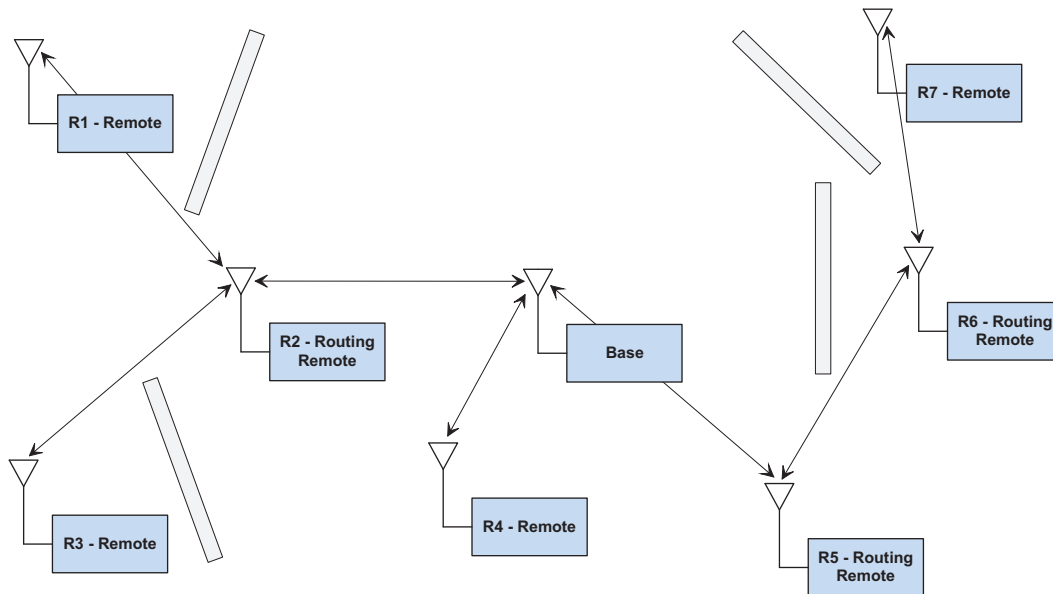 R7 - Remote
R1 - Remote
R6 - Routing
Remote
R2 - Routing
Remote
Base
R4 - Remote
R3 - Remote
R5 - Routing
Remote